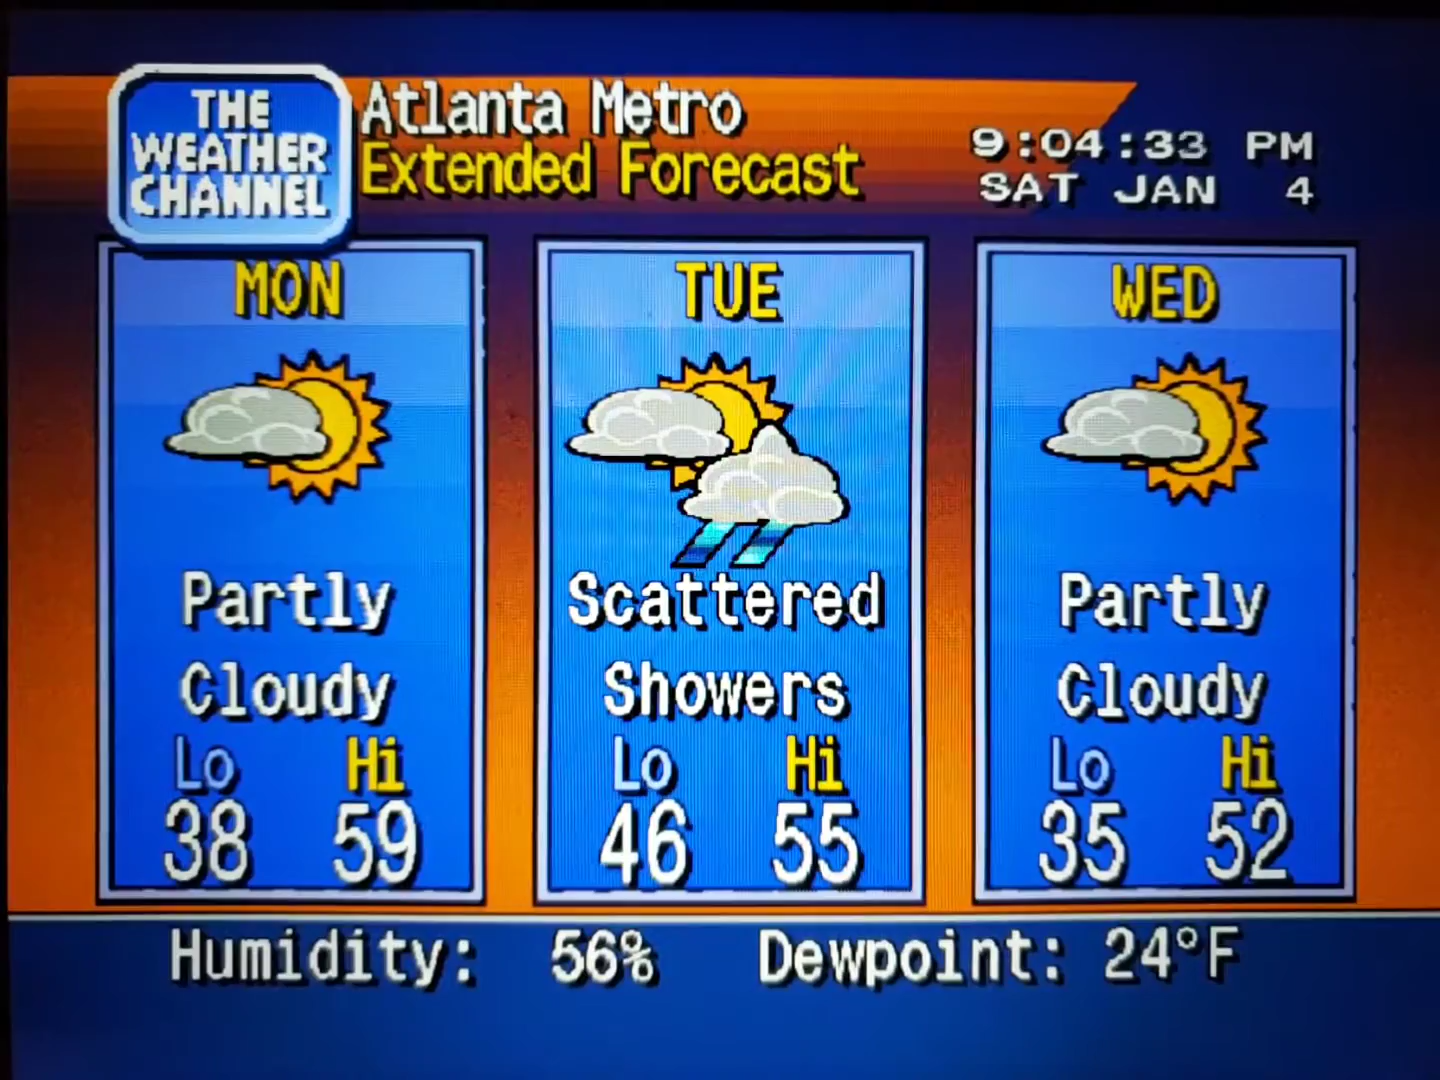 THE
WEATHER
CHANNEL
Atlanta Metro
Extended Forecast
9:04:33 PM
SAT JAN 4
MON
Partly
Cloudy
Lo Hi
38 59
TUE
Scattered
Showers
Lo Hi
46 55
WED
Partly
Cloudy
Lo Hi
35 52
Humidity: 56% Dewpoint: 24°F